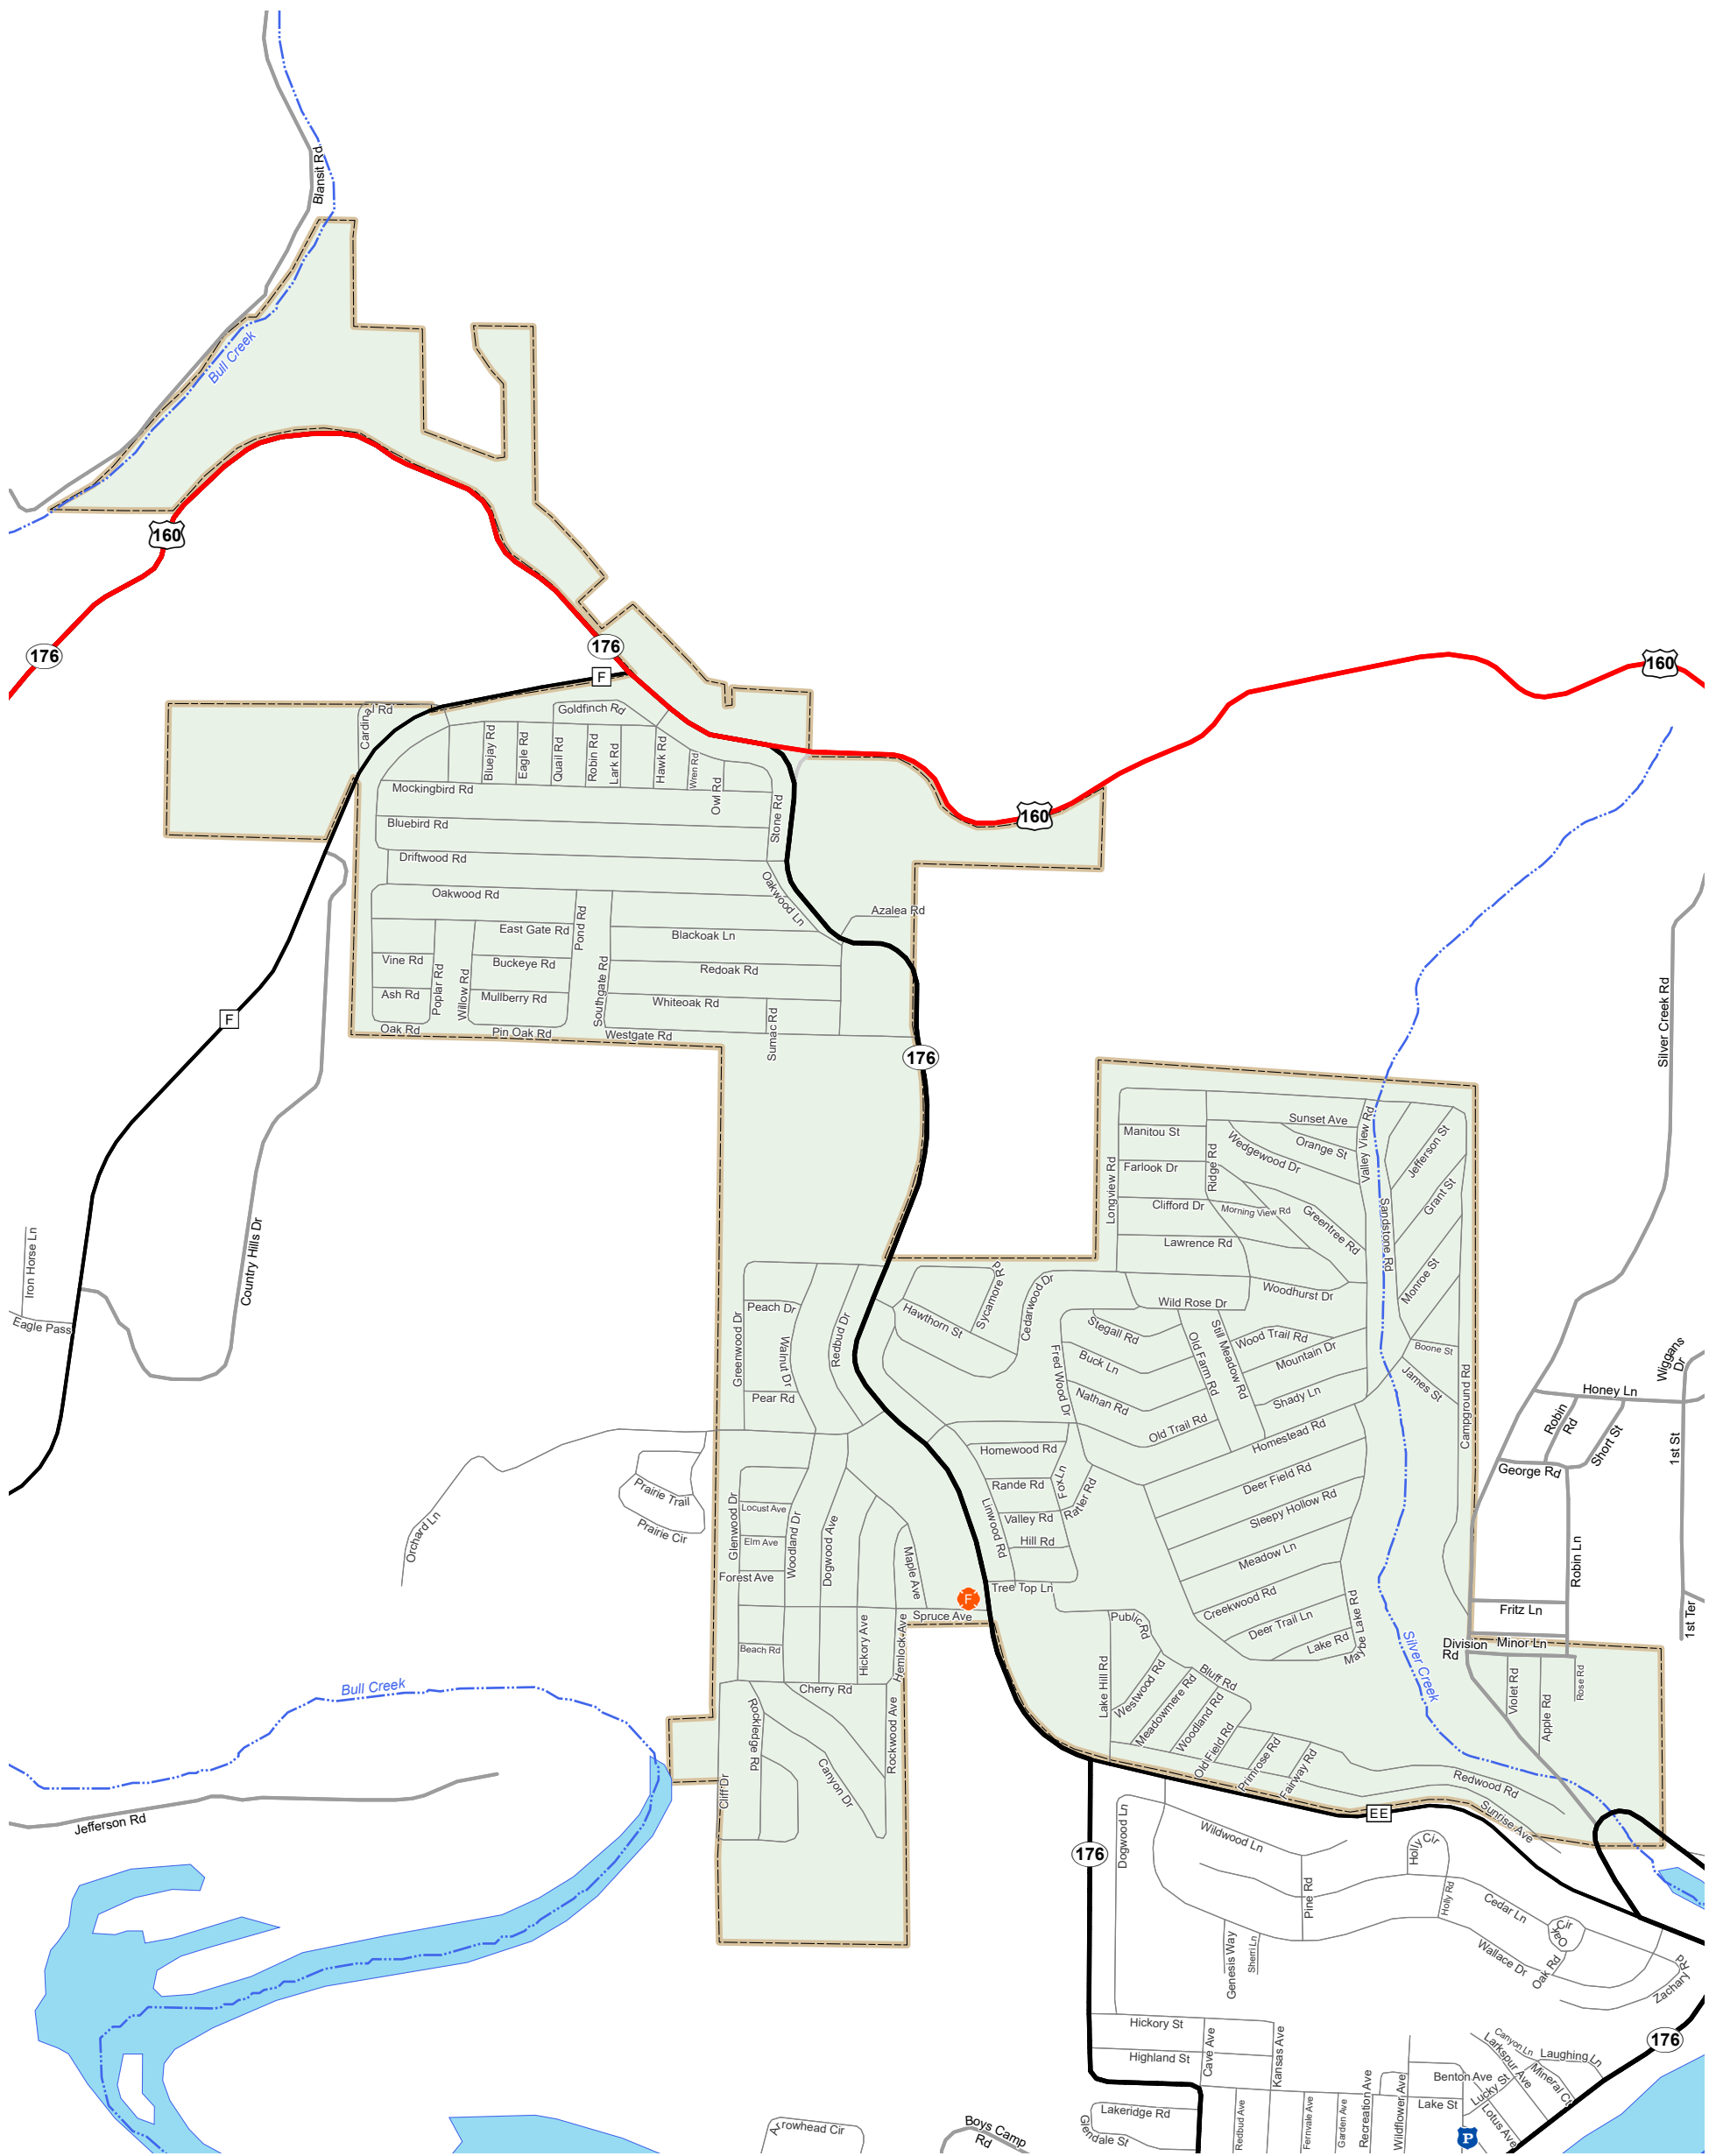 Blansit Rd
Bull Creek
160
176
176
F
160
160
Cardinal Rd
Goldfinch Rd
Bluejay Rd
Eagle Rd
Quail Rd
Robin Rd
Lark Rd
Hawk Rd
Wren Rd
Owl Rd
Stone Rd
Mockingbird Rd
Bluebird Rd
Driftwood Rd
Oakwood Rd
Oakwood Ln
Azalea Rd
East Gate Rd
Pond Rd
Blackoak Ln
Vine Rd
Buckeye Rd
Redoak Rd
Ash Rd
Poplar Rd
Willow Rd
Mullberry Rd
Southgate Rd
Whiteoak Rd
Sumac Rd
Oak Rd
Pin Oak Rd
Westgate Rd
F
176
Silver Creek Rd
Sunset Ave
Manitou St
Wedgewood Dr
Orange St
Valley View Rd
Jefferson St
Farlook Dr
Ridge Rd
Longview Rd
Clifford Dr
Morning View Rd
Greentree Rd
Sandstone Rd
Grant St
Lawrence Rd
Monroe St
Woodhurst Dr
Iron Horse Ln
Eagle Pass
Country Hills Dr
Peach Dr
Greenwood Dr
Walnut Dr
Redbud Dr
Pear Rd
Hawthorn St
Sycamore Rd
Cedarwood Dr
Wild Rose Dr
Stegall Rd
Still Meadow Rd
Wood Trail Rd
Buck Ln
Old Farm Rd
Mountain Dr
Fred Wood Dr
Nathan Rd
Shady Ln
Boone St
James St
Campground Rd
Old Trail Rd
Homestead Rd
Wiggans
Dr
Honey Ln
Robin
Rd
Short St
George Rd
1st St
Homewood Rd
Rande Rd
Fox Ln
Ratler Rd
Valley Rd
Hill Rd
Linwood Rd
Deer Field Rd
Sleepy Hollow Rd
Meadow Ln
Creekwood Rd
Deer Trail Ln
Lake Rd
Maybe Lake Rd
Orchard Ln
Prairie Trail
Prairie Cir
Glenwood Dr
Locust Ave
Elm Ave
Forest Ave
Woodland Dr
Dogwood Ave
Maple Ave
F
Tree Top Ln
Spruce Ave
Beach Rd
Hickory Ave
Hemlock Ave
Cherry Rd
Robin Ln
Fritz Ln
Minor Ln
1st Ter
Division
Rd
Violet Rd
Apple Rd
Rose Rd
Public Rd
Lake Hill Rd
Westwood Rd
Meadowmere Rd
Bluff Rd
Woodland Rd
Old Field Rd
Primrose Rd
Fairway Rd
Silver Creek
Redwood Rd
Sunrise Ave
EE
Bull Creek
Jefferson Rd
Rockledge Rd
Rockwood Ave
Canyon Dr
Cliff Dr
176
Dogwood Ln
Wildwood Ln
Holly Cir
Pine Rd
Holly Rd
Cedar Ln
Oak Cir
Wallace Dr
Oak Rd
Zachary Rd
Genesis Way
Sherri Ln
Hickory St
Highland St
Cave Ave
Kansas Ave
176
Canyon Ln
Larkspur Ave
Laughing Ln
Mineral Ct
Benton Ave
Lucky St
Lotus Ave
Lake St
Lakeridge Rd
Glendale St
Redbud Ave
Fernvale Ave
Garden Ave
Recreation Ave
Wildflower Ave
P
Arrowhead Cir
Boys Camp
Rd